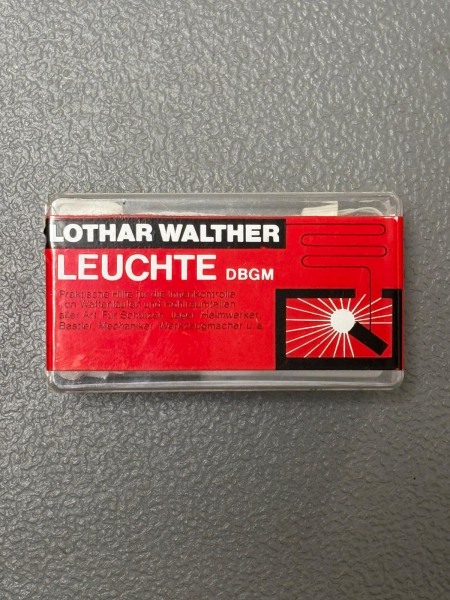 LOTHAR WALTHER
LEUCHTE DBGM
Praktische Hilfe für die Innenkontrolle
von Waffenläufen und Hohlraumteilen
aller Art. Für Schützen, Jäger, Heimwerker,
Bastler, Mechaniker, Werkzeugmacher u.a.